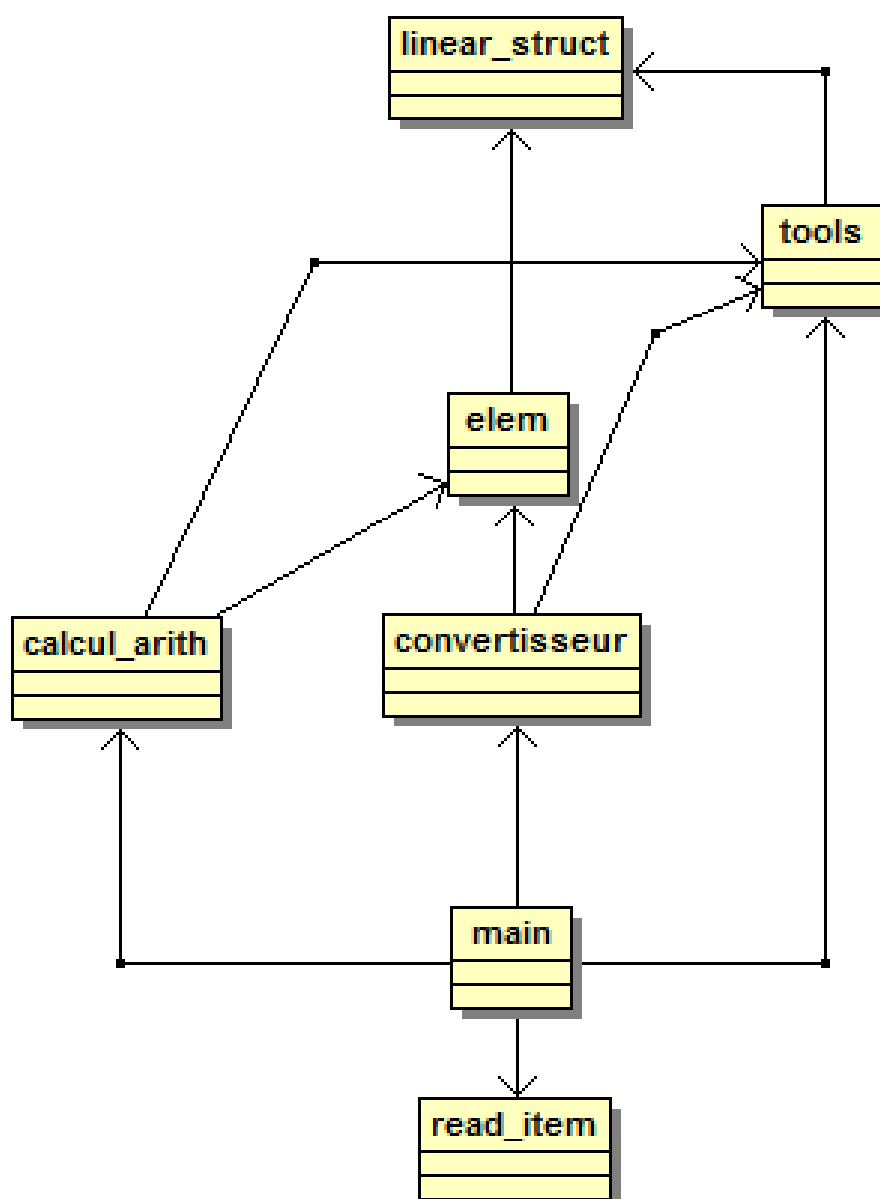 linear_struct
tools
elem
calcul_arith
convertisseur
main
read_item